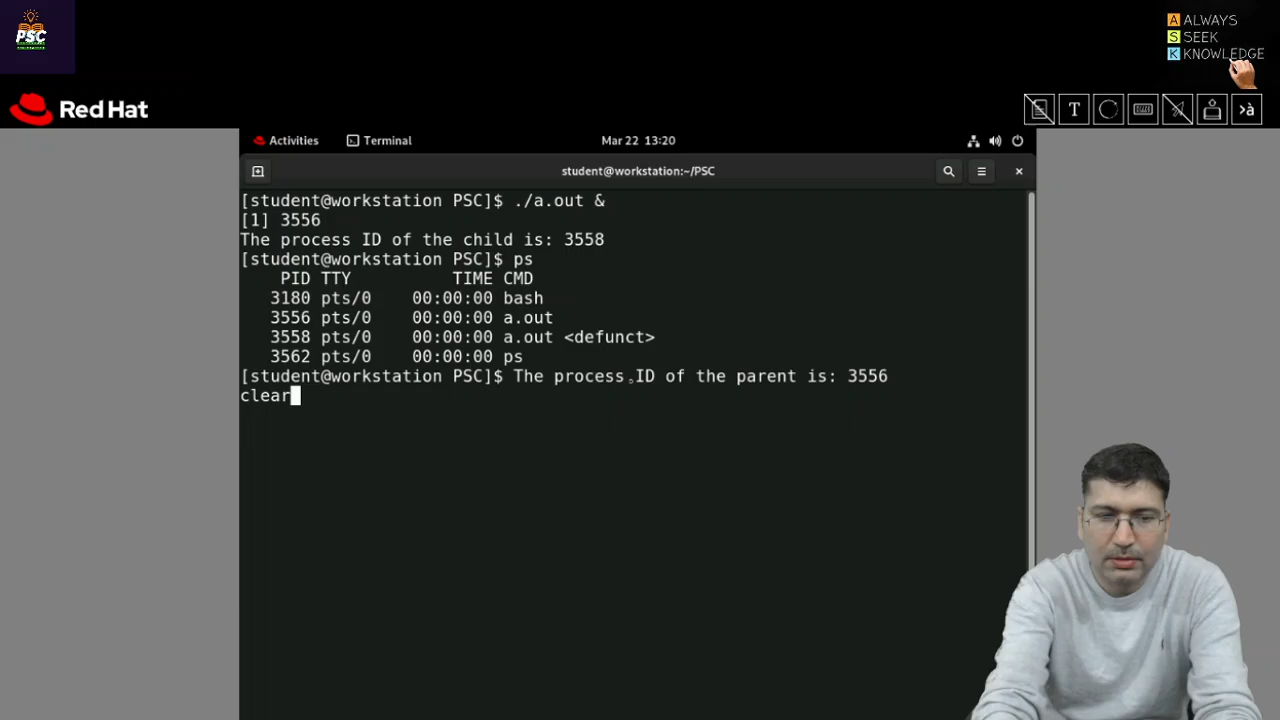 PSC
A ALWAYS
S SEEK
K KNOWLEDGE
Red Hat
T
›à
Activities
Terminal
Mar 22 13:20
student@workstation:~/PSC
[student@workstation PSC]$ ./a.out &
[1] 3556
The process ID of the child is: 3558
[student@workstation PSC]$ ps
PID TTY TIME CMD
3180 pts/0 00:00:00 bash
3556 pts/0 00:00:00 a.out
3558 pts/0 00:00:00 a.out <defunct>
3562 pts/0 00:00:00 ps
[student@workstation PSC]$ The process ID of the parent is: 3556
clear